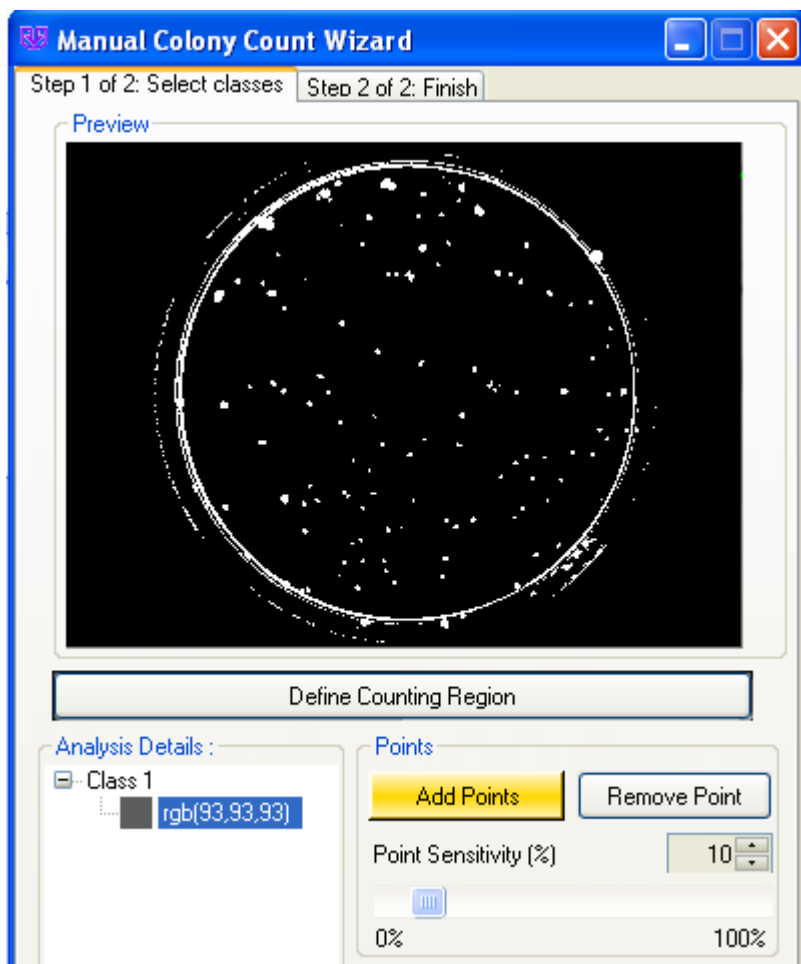 Manual Colony Count Wizard
Step 1 of 2: Select classes Step 2 of 2: Finish
Preview
Define Counting Region
Analysis Details :
Class 1
rgb(93,93,93)
Points
Add Points Remove Point
Point Sensitivity (%) 10
0% 100%